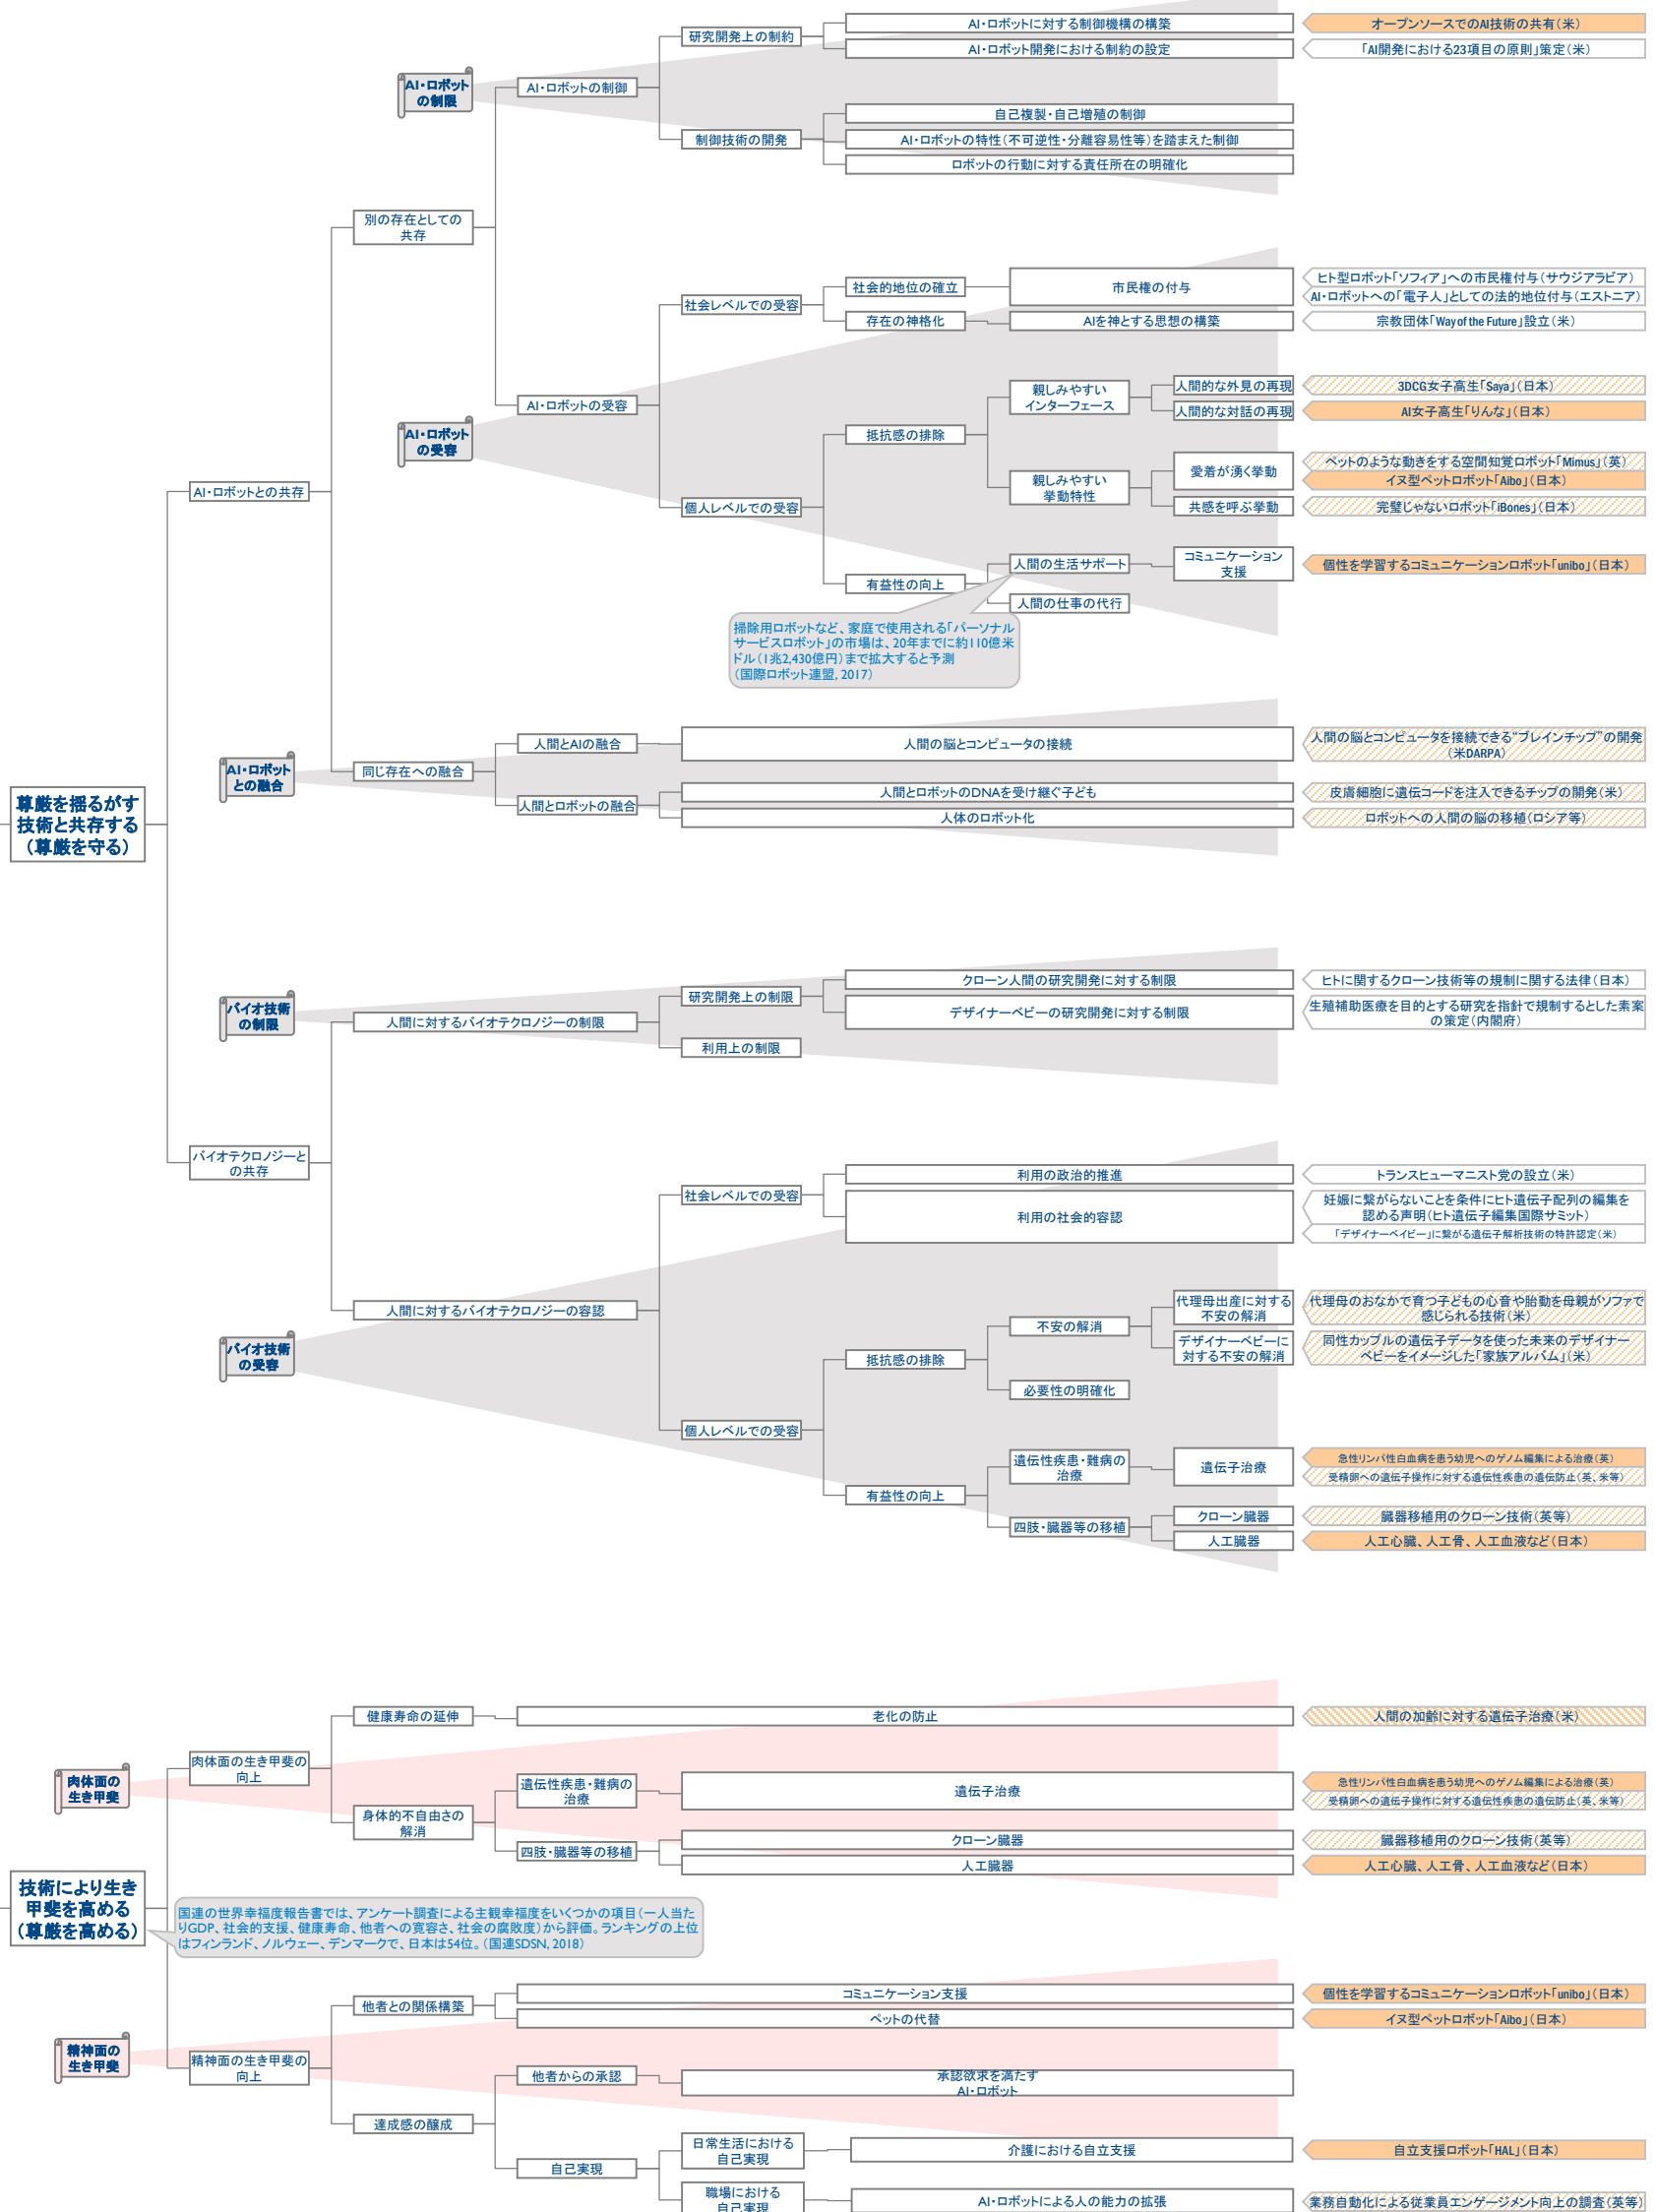 AI・ロボットに対する制御機構の構築
オープンソースでのAI技術の共有(米)
研究開発上の制約
AI・ロボット開発における制約の設定
「AI開発における23項目の原則」策定(米)
AI・ロボット
の制限
AI・ロボットの制御
自己複製・自己増殖の制御
制御技術の開発
AI・ロボットの特性(不可逆性・分離容易性等)を踏まえた制御
ロボットの行動に対する責任所在の明確化
別の存在としての
共存
社会レベルでの受容
社会的地位の確立
市民権の付与
ヒト型ロボット「ソフィア」への市民権付与(サウジアラビア)
AI・ロボットへの「電子人」としての法的地位付与(エストニア)
存在の神格化
AIを神とする思想の構築
宗教団体「Way of the Future」設立(米)
AI・ロボットの受容
AI・ロボット
の受容
親しみやすい
インターフェース
人間的な外見の再現
3DCG女子高生「Saya」(日本)
人間的な対話の再現
AI女子高生「りんな」(日本)
抵抗感の排除
親しみやすい
挙動特性
愛着が湧く挙動
ペットのような動きをする空間知覚ロボット「Mimus」(英)
イヌ型ペットロボット「Aibo」(日本)
共感を呼ぶ挙動
完璧じゃないロボット「iBones」(日本)
AI・ロボットとの共存
個人レベルでの受容
有益性の向上
人間の生活サポート
コミュニケーション
支援
個性を学習するコミュニケーションロボット「unibo」(日本)
人間の仕事の代行
掃除用ロボットなど、家庭で使用される「パーソナル
サービスロボット」の市場は、20年までに約110億米
ドル(1兆2,430億円)まで拡大すると予測
(国際ロボット連盟, 2017)
AI・ロボット
との融合
同じ存在への融合
人間とAIの融合
人間の脳とコンピュータの接続
人間の脳とコンピュータを接続できる“ブレインチップ”の開発
(米DARPA)
人間とロボットの融合
人間とロボットのDNAを受け継ぐ子ども
皮膚細胞に遺伝コードを注入できるチップの開発(米)
人体のロボット化
ロボットへの人間の脳の移植(ロシア等)
尊厳を揺るがす
技術と共存する
(尊厳を守る)
バイオ技術
の制限
人間に対するバイオテクロノジーの制限
研究開発上の制限
クローン人間の研究開発に対する制限
ヒトに関するクローン技術等の規制に関する法律(日本)
デザイナーベビーの研究開発に対する制限
生殖補助医療を目的とする研究を指針で規制するとした素案
の策定(内閣府)
利用上の制限
バイオテクロノジーと
の共存
社会レベルでの受容
利用の政治的推進
トランスヒューマニスト党の設立(米)
利用の社会的容認
妊娠に繋がらないことを条件にヒト遺伝子配列の編集を
認める声明(ヒト遺伝子編集国際サミット)
「デザイナーベイビー」に繋がる遺伝子解析技術の特許認定(米)
人間に対するバイオテクロノジーの容認
バイオ技術
の受容
抵抗感の排除
不安の解消
代理母出産に対する
不安の解消
代理母のおなかで育つ子どもの心音や胎動を母親がソファで
感じられる技術(米)
デザイナーベビーに
対する不安の解消
同性カップルの遺伝子データを使った未来のデザイナー
ベビーをイメージした「家族アルバム」(米)
必要性の明確化
個人レベルでの受容
有益性の向上
遺伝性疾患・難病の
治療
遺伝子治療
急性リンパ性白血病を患う幼児へのゲノム編集による治療(英)
受精卵への遺伝子操作に対する遺伝性疾患の遺伝防止(英、米等)
四肢・臓器等の移植
クローン臓器
臓器移植用のクローン技術(英等)
人工臓器
人工心臓、人工骨、人工血液など(日本)
健康寿命の延伸
老化の防止
人間の加齢に対する遺伝子治療(米)
肉体面の
生き甲斐
肉体面の生き甲斐の
向上
身体的不自由さの
解消
遺伝性疾患・難病の
治療
遺伝子治療
急性リンパ性白血病を患う幼児へのゲノム編集による治療(英)
受精卵への遺伝子操作に対する遺伝性疾患の遺伝防止(英、米等)
四肢・臓器等の移植
クローン臓器
臓器移植用のクローン技術(英等)
人工臓器
人工心臓、人工骨、人工血液など(日本)
技術により生き
甲斐を高める
(尊厳を高める)
国連の世界幸福度報告書では、アンケート調査による主観幸福度をいくつかの項目(一人当た
りGDP、社会的支援、健康寿命、他者への寛容さ、社会の腐敗度)から評価。ランキングの上位
はフィンランド、ノルウェー、デンマークで、日本は54位。(国連SDSN, 2018)
他者との関係構築
コミュニケーション支援
個性を学習するコミュニケーションロボット「unibo」(日本)
ペットの代替
イヌ型ペットロボット「Aibo」(日本)
精神面の
生き甲斐
精神面の生き甲斐の
向上
他者からの承認
承認欲求を満たす
AI・ロボット
達成感の醸成
自己実現
日常生活における
自己実現
介護における自立支援
自立支援ロボット「HAL」(日本)
職場における
自己実現
AI・ロボットによる人の能力の拡張
業務自動化による従業員エンゲージメント向上の調査(英等)